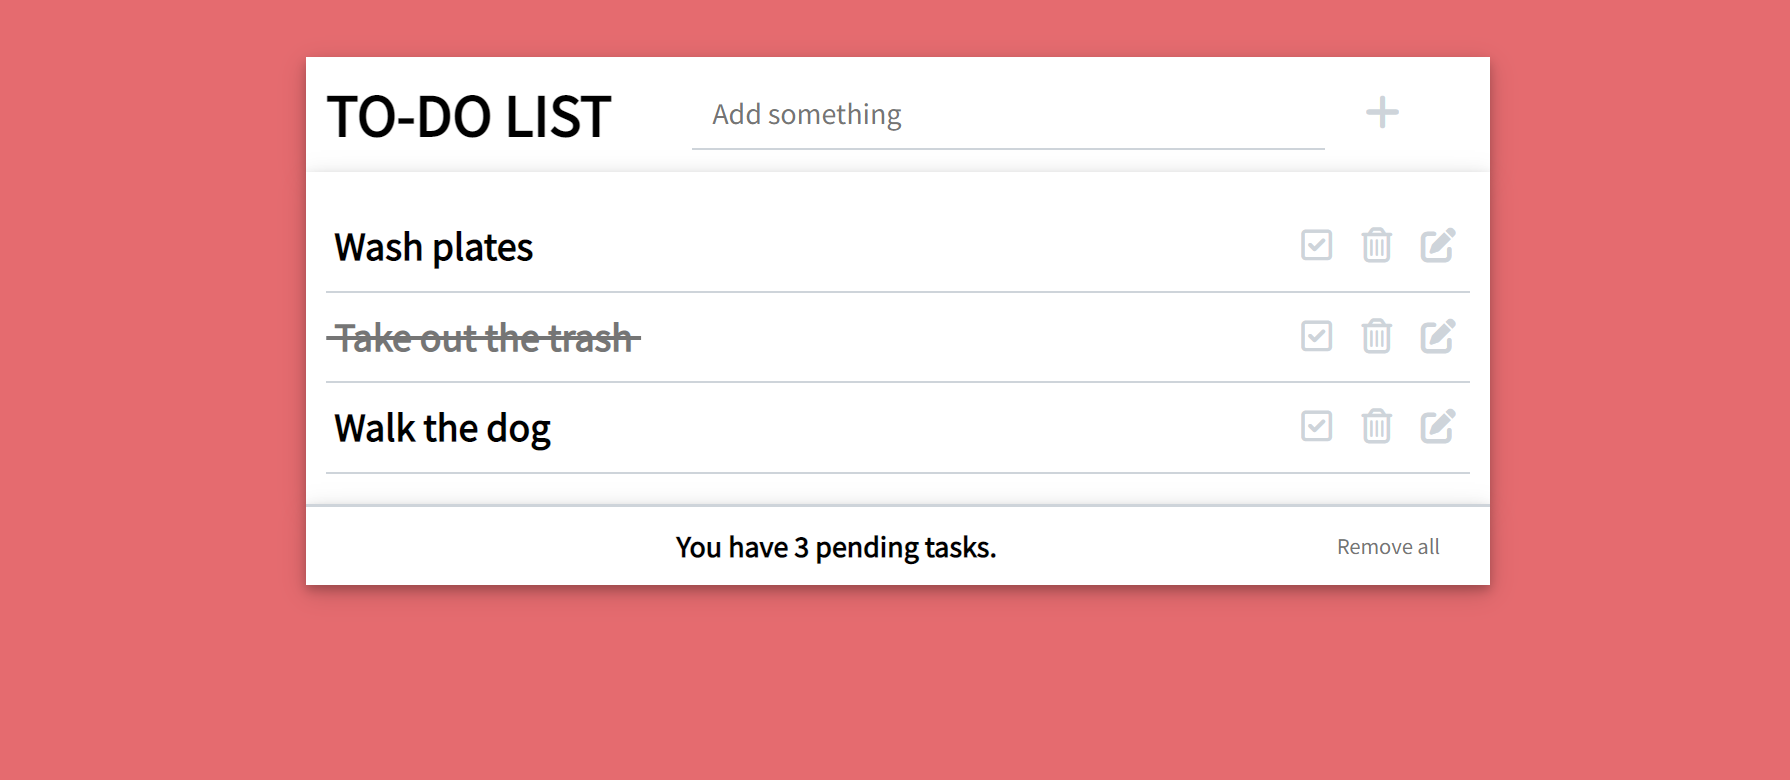 TO-DO LIST
Add something
Wash plates
Take out the trash
Walk the dog
You have 3 pending tasks.
Remove all